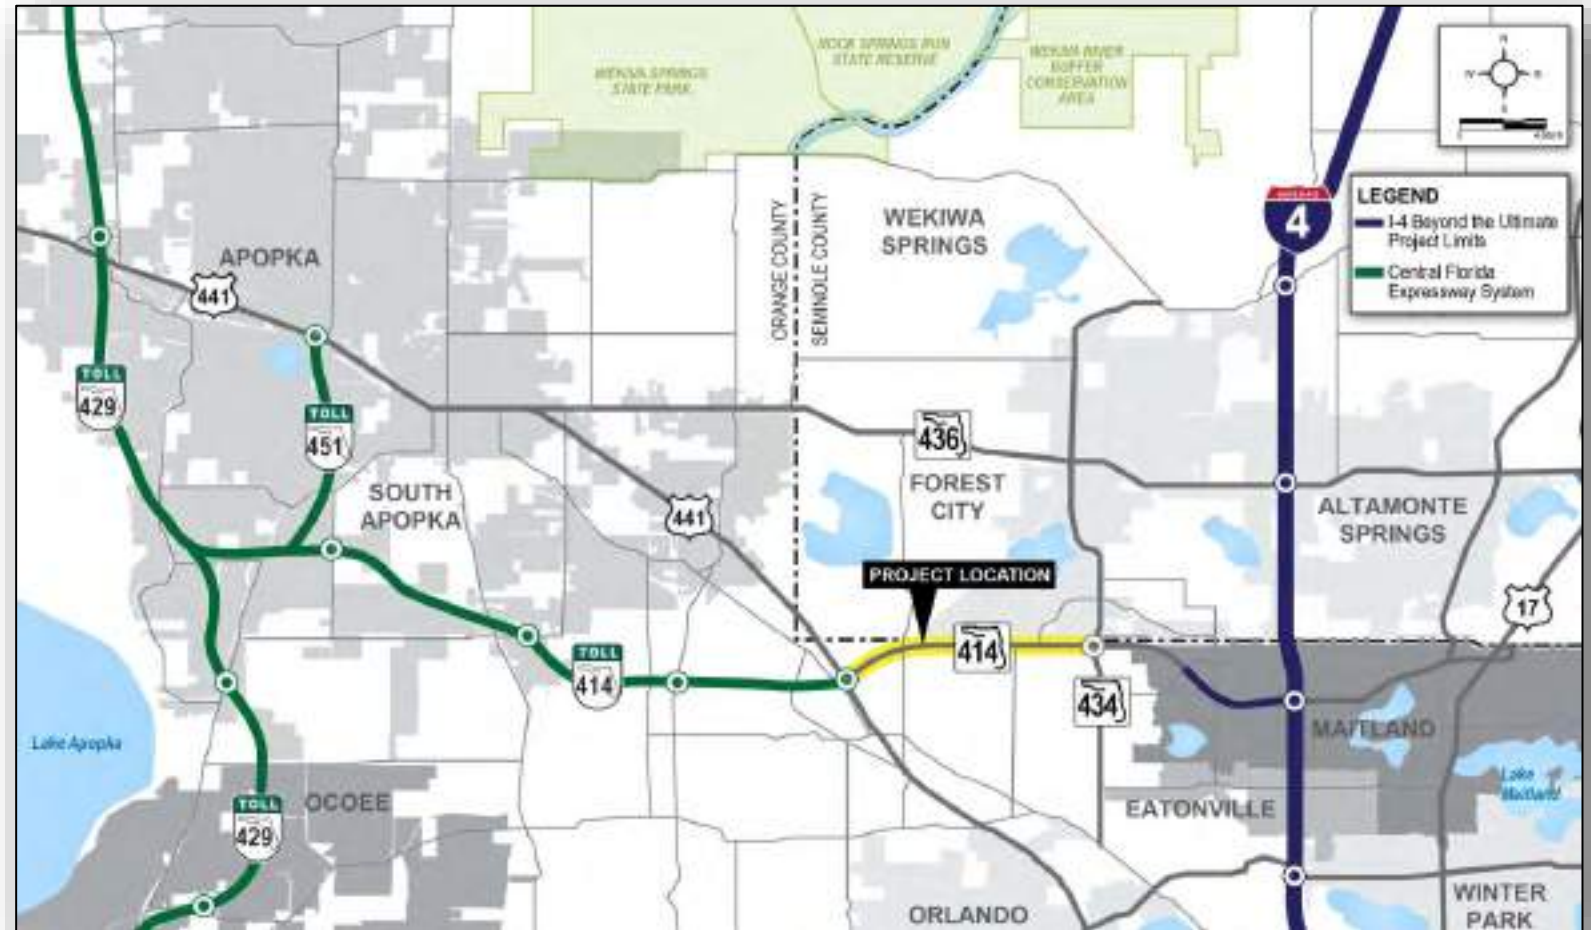 WEKIWA SPRINGS
STATE PARK
ROCK SPRINGS RUN
STATE RESERVE
WEKIVA RIVER
BUFFER
CONSERVATION
AREA
N
W
S
0
LEGEND
I-4 Beyond the Ultimate
Project Limits
Central Florida
Expressway System
4
ORANGE COUNTY
SEMINOLE COUNTY
WEKIWA
SPRINGS
APOPKA
441
TOLL
429
TOLL
451
436
SOUTH
APOPKA
FOREST
CITY
441
ALTAMONTE
SPRINGS
PROJECT LOCATION
17
414
TOLL
414
434
MAITLAND
Lake Apopka
Lake
Maitland
OCOEE
TOLL
429
EATONVILLE
ORLANDO
WINTER
PARK